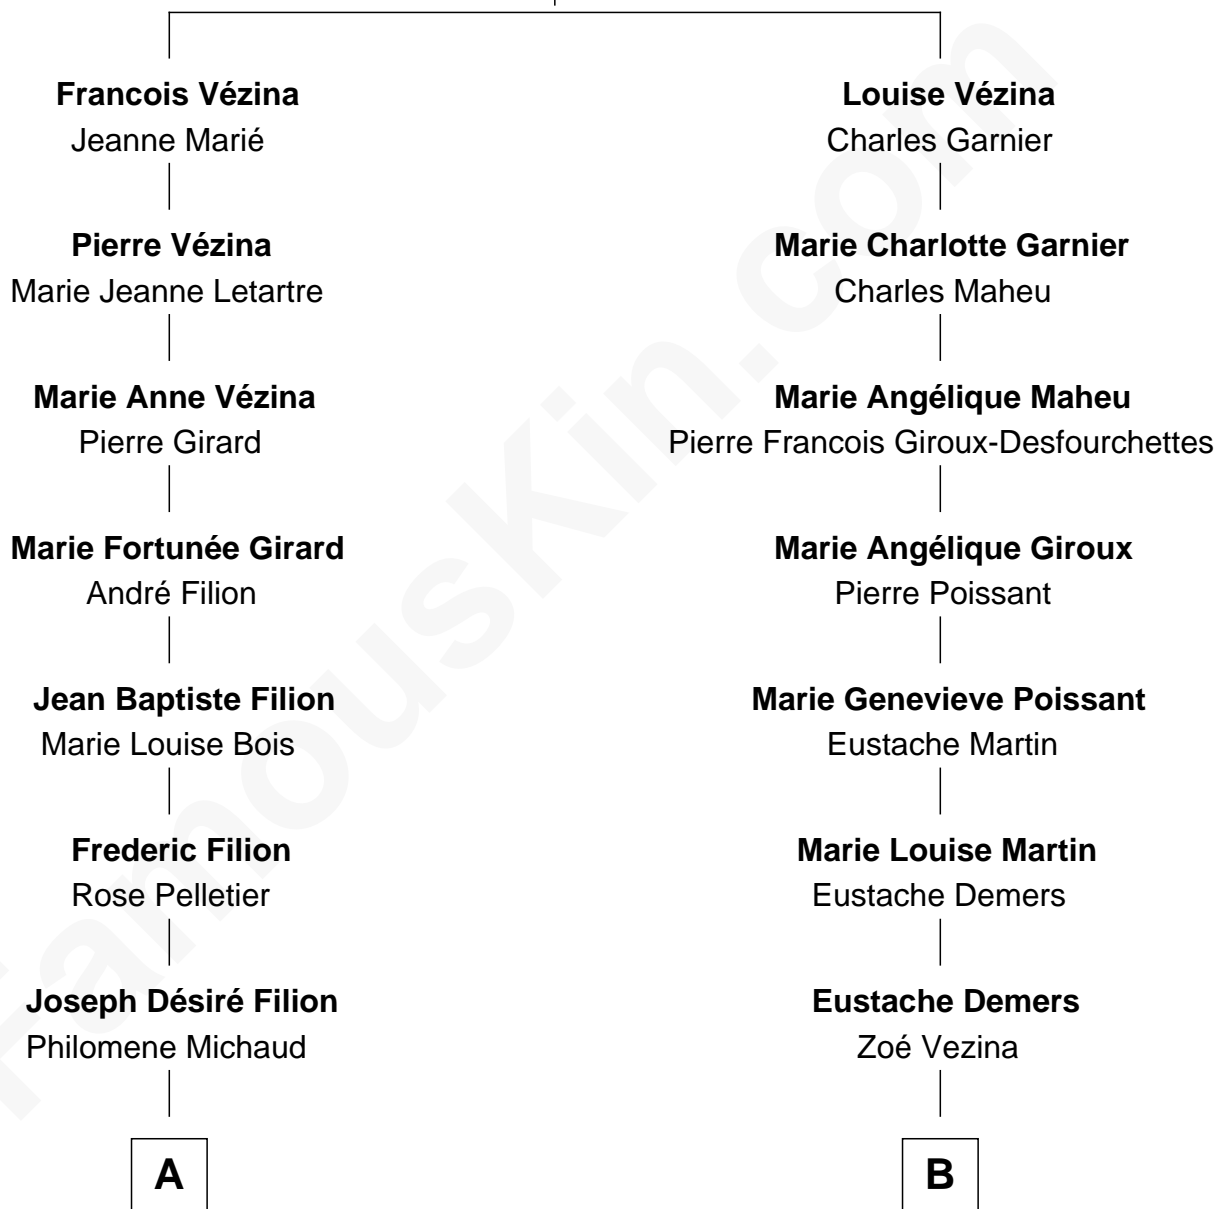 Francois Vézina
Jeanne Marié
Pierre Vézina
Marie Jeanne Letartre
Marie Anne Vézina
Pierre Girard
Marie Fortunée Girard
André Filion
Jean Baptiste Filion
Marie Louise Bois
Frederic Filion
Rose Pelletier
Joseph Désiré Filion
Philomene Michaud
A
Louise Vézina
Charles Garnier
Marie Charlotte Garnier
Charles Maheu
Marie Angélique Maheu
Pierre Francois Giroux-Desfourchettes
Marie Angélique Giroux
Pierre Poissant
Marie Genevieve Poissant
Eustache Martin
Marie Louise Martin
Eustache Demers
Eustache Demers
Zoé Vezina
B
FamousKin.com